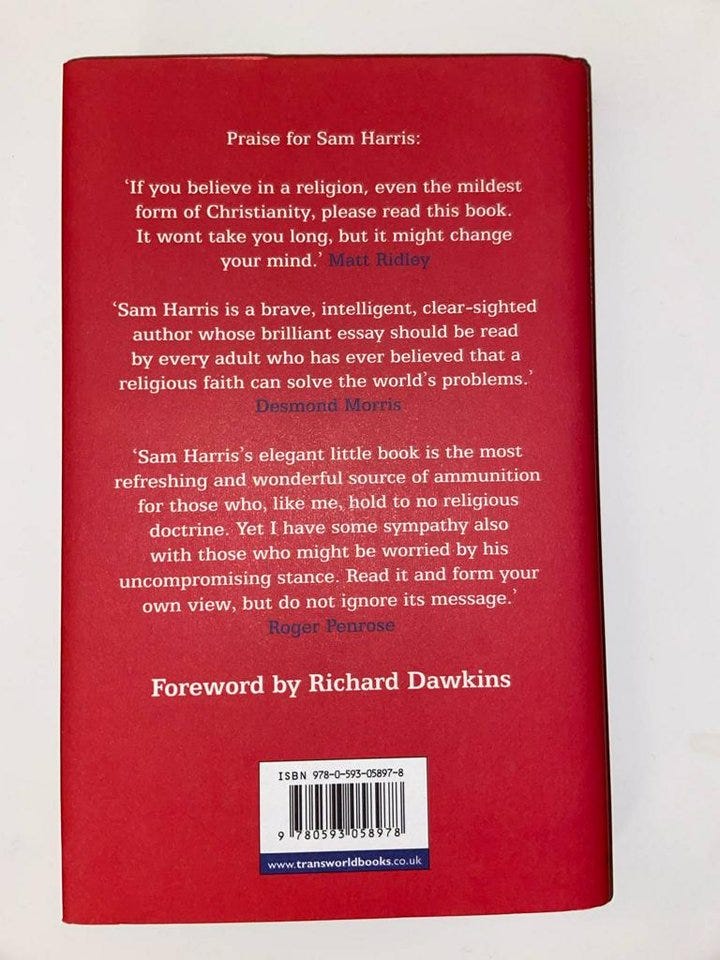 Praise for Sam Harris:
‘If you believe in a religion, even the mildest
form of Christianity, please read this book.
It wont take you long, but it might change
your mind.’ Matt Ridley
‘Sam Harris is a brave, intelligent, clear-sighted
author whose brilliant essay should be read
by every adult who has ever believed that a
religious faith can solve the world’s problems.’
Desmond Morris
‘Sam Harris’s elegant little book is the most
refreshing and wonderful source of ammunition
for those who, like me, hold to no religious
doctrine. Yet I have some sympathy also
with those who might be worried by his
uncompromising stance. Read it and form your
own view, but do not ignore its message.’
Roger Penrose
Foreword by Richard Dawkins
ISBN 978-0-593-05897-8
9 780593 058978
www.transworldbooks.co.uk